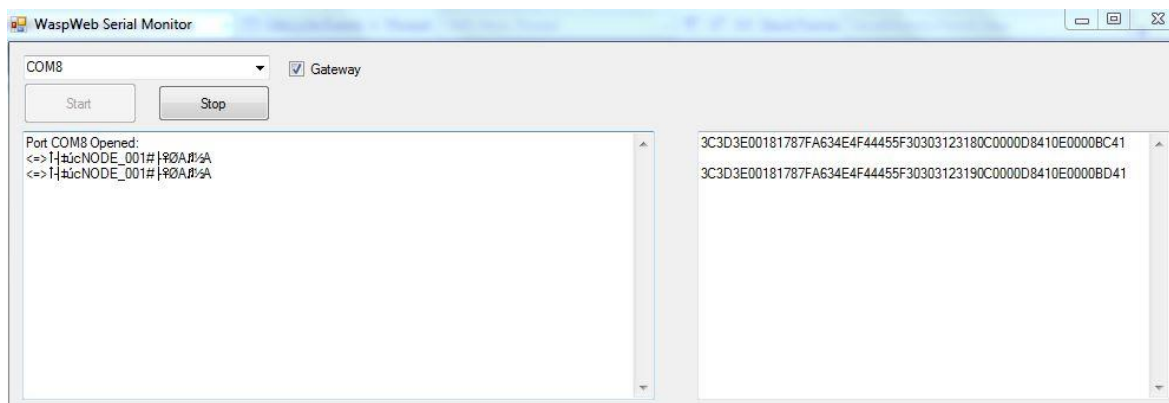 WaspWeb Serial Monitor
COM8
Gateway
Start
Stop
Port COM8 Opened:
3C3D3E00181787FA634E4F44455F30303123180C0000D8410E0000BC41
3C3D3E00181787FA634E4F44455F30303123190C0000D8410E0000BD41